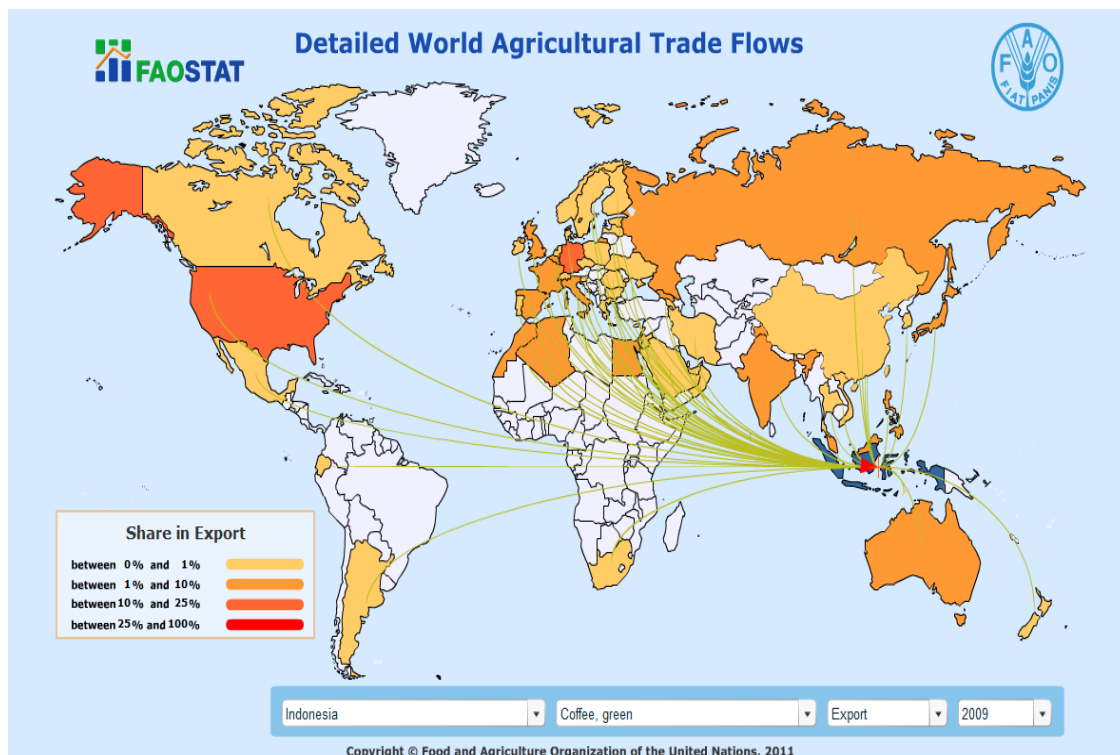 Detailed World Agricultural Trade Flows
FAOSTAT
F A O
FIAT PANIS
Share in Export
between 0% and 1%
between 1% and 10%
between 10% and 25%
between 25% and 100%
Indonesia
Coffee, green
Export
2009
Copyright © Food and Agriculture Organization of the United Nations, 2011